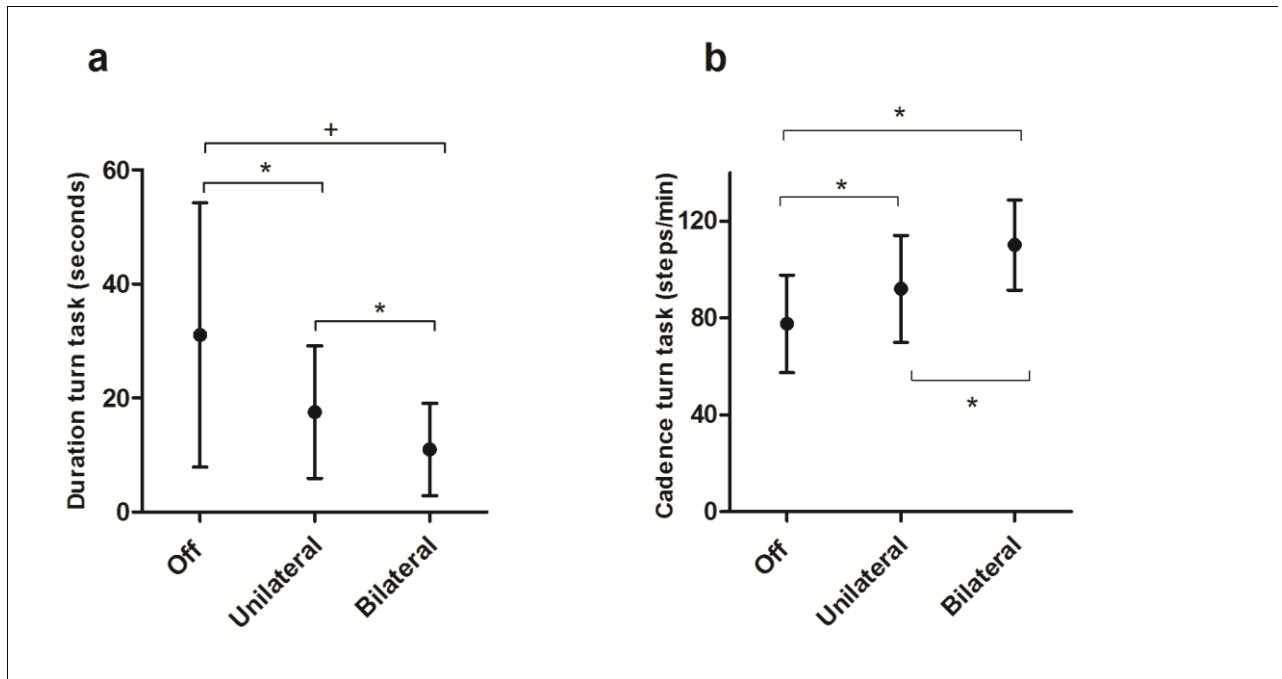 a
+
*
*
60
40
20
0
Duration turn task (seconds)
Off
Unilateral
Bilateral
b
*
*
*
120
80
40
0
Cadence turn task (steps/min)
Off
Unilateral
Bilateral